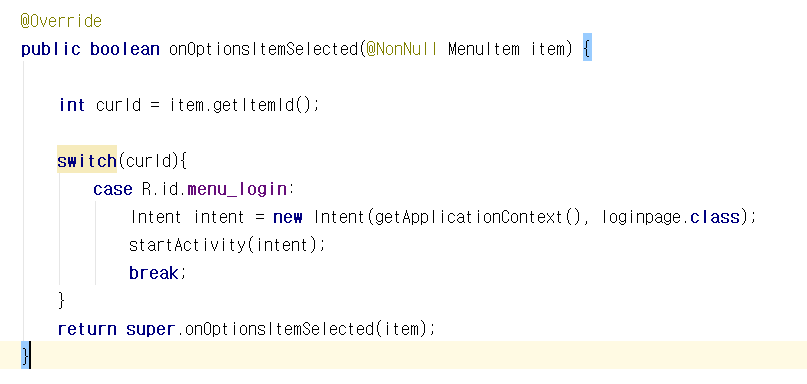 @Override
public boolean onOptionsItemSelected(@NonNull MenuItem item) {
int curId = item.getItemId();
switch(curId){
case R.id.menu_login:
Intent intent = new Intent(getApplicationContext(), loginpage.class);
startActivity(intent);
break;
}
return super.onOptionsItemSelected(item);
}